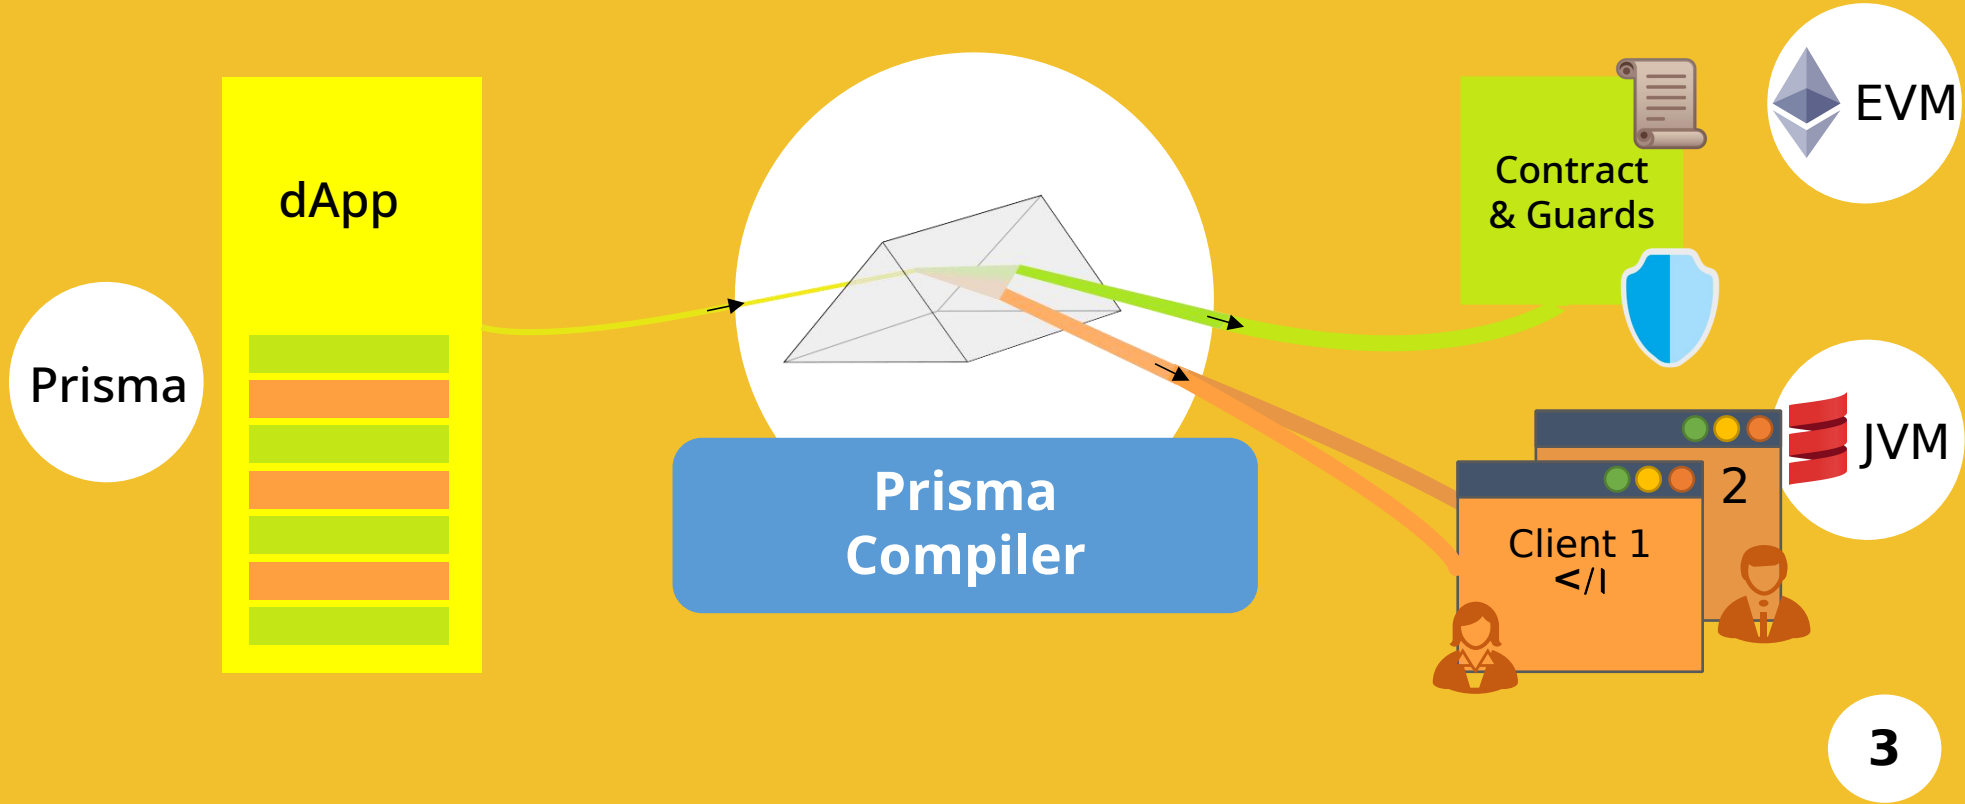 Prisma
dApp
Prisma
Compiler
Contract
& Guards
EVM
JVM
2
Client 1
</I
3